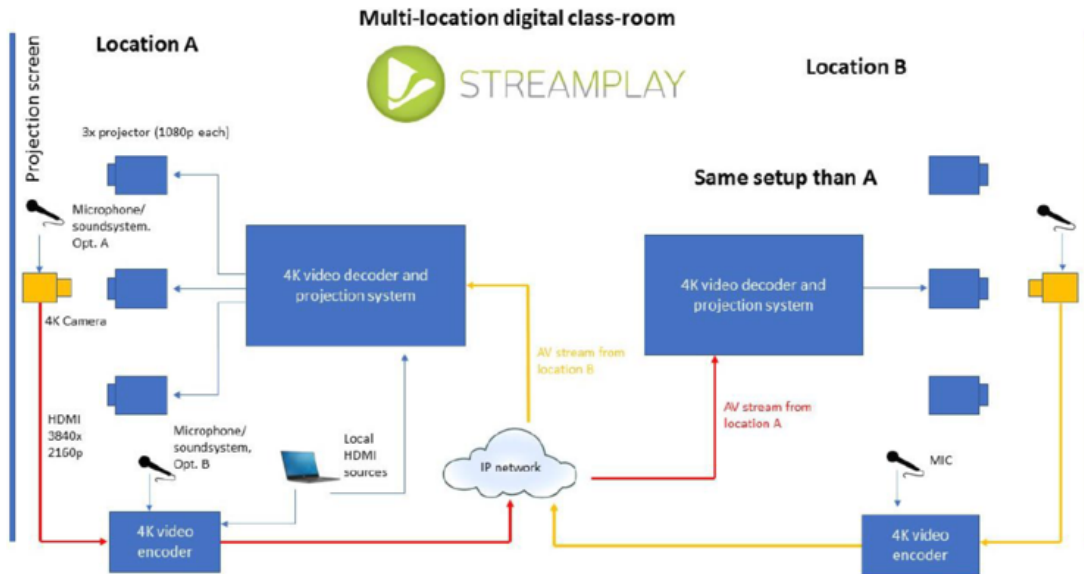 Multi-location digital class-room
STREAMPLAY
Location A
Location B
Projection screen
3x projector (1080p each)
Microphone/
soundsystem.
Opt. A
4K Camera
HDMI
3840x
2160p
Microphone/
soundsystem,
Opt. B
4K video
encoder
4K video decoder and
projection system
Local
HDMI
sources
AV stream from
location B
IP network
Same setup than A
4K video decoder and
projection system
AV stream from
location A
MIC
4K video
encoder